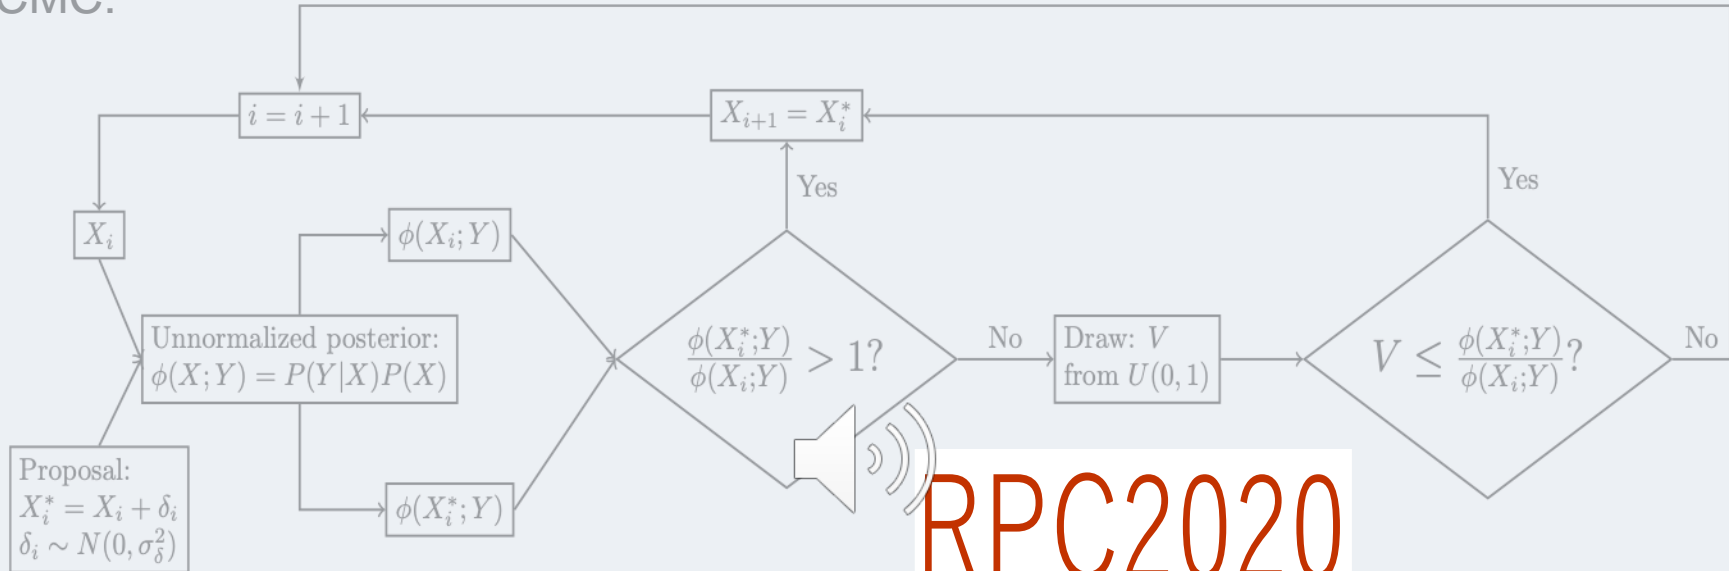 CMC:
i = i + 1
X_{i+1} = X_i^*
Yes
Yes
X_i
ϕ(X_i; Y)
Unnormalized posterior:
ϕ(X; Y) = P(Y|X)P(X)
ϕ(X_i^*;Y)/ϕ(X_i;Y) > 1?
No
Draw: V
from U(0, 1)
V ≤ ϕ(X_i^*;Y)/ϕ(X_i;Y)?
No
Proposal:
X_i^* = X_i + δ_i
δ_i ∼ N(0, σ_δ^2)
ϕ(X_i^*; Y)
RPC2020